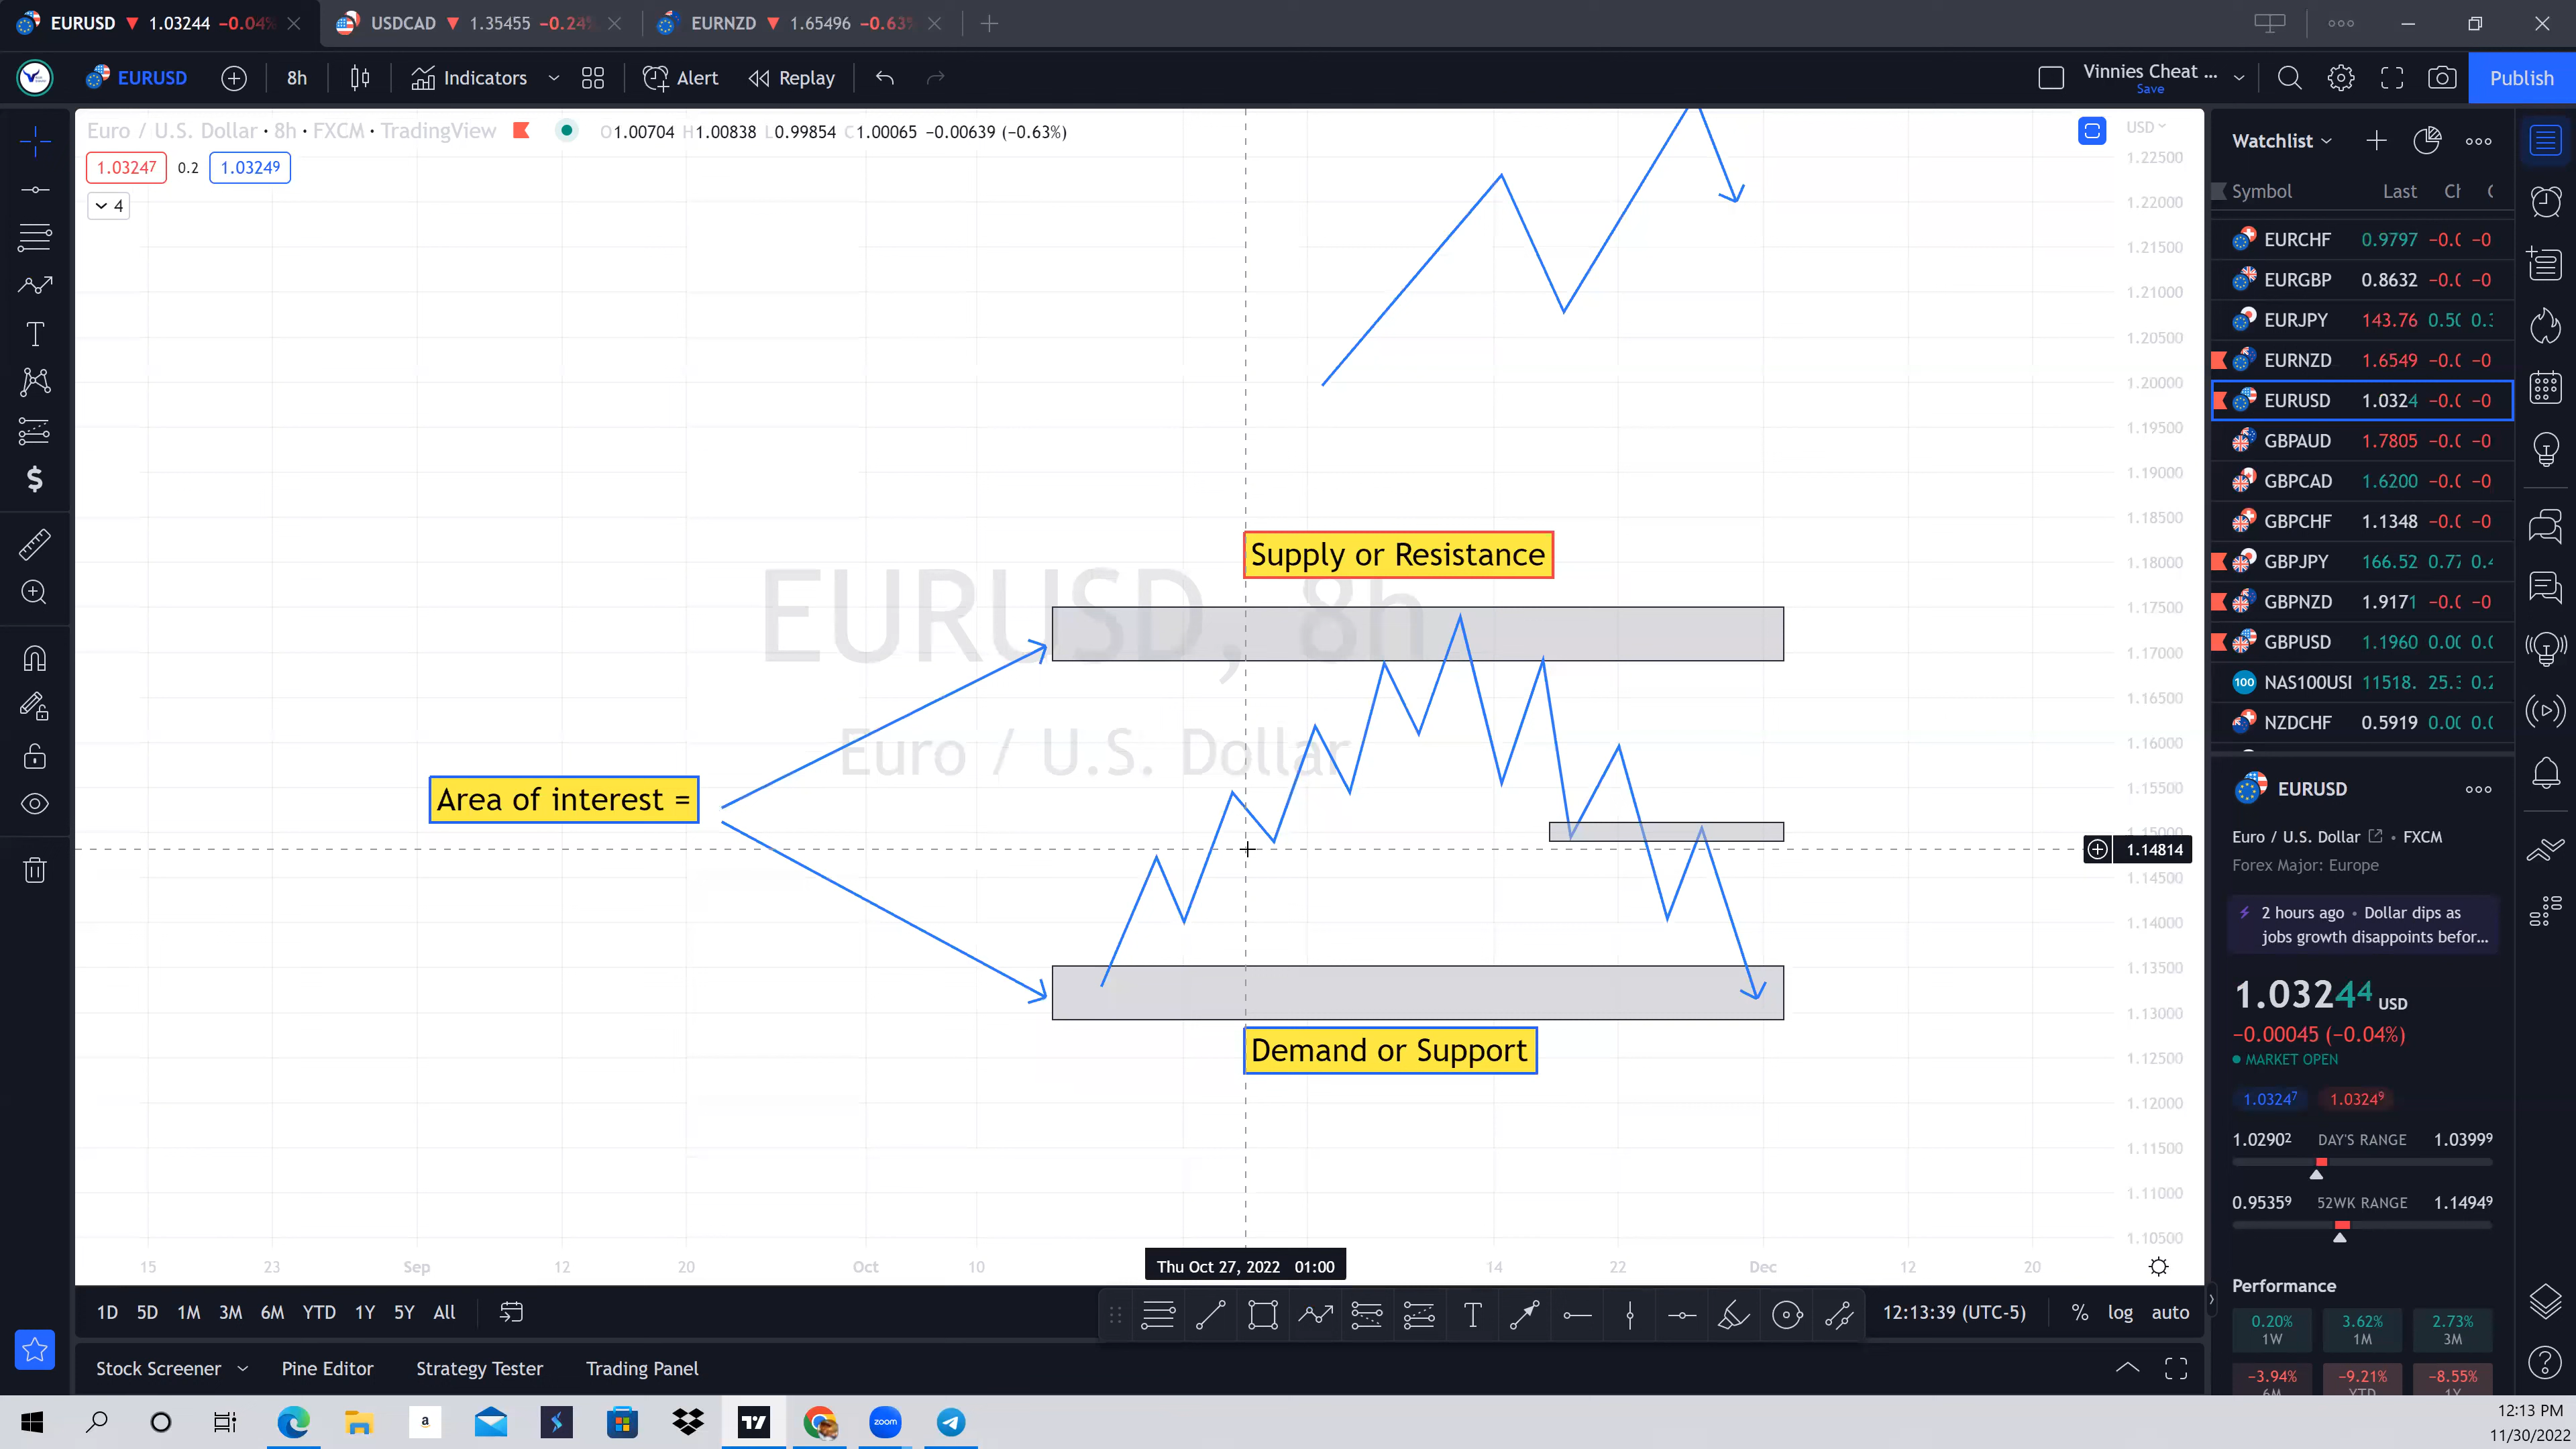 EURUSD ▼ 1.03244 −0.04%
USDCAD ▼ 1.35455 −0.24%
EURNZD ▼ 1.65496 −0.63%
EURUSD 8h Indicators Alert Replay
Vinnies Cheat ...
Save
Publish
Euro / U.S. Dollar · 8h · FXCM · TradingView
O1.00704 H1.00838 L0.99854 C1.00065 −0.00639 (−0.63%)
1.03247 0.2 1.03249
4
USD
1.22500
1.22000
1.21500
1.21000
1.20500
1.20000
1.19500
1.19000
1.18500
1.18000
1.17500
1.17000
1.16500
1.16000
1.15500
1.15000
1.14814
1.14500
1.14000
1.13500
1.13000
1.12500
1.12000
1.11500
1.11000
1.10500
EURUSD, 8h
Euro / U.S. Dollar
Supply or Resistance
Area of interest =
Demand or Support
15 23 Sep 12 20 Oct 10 Thu Oct 27, 2022 01:00 14 22 Dec 12 20
1D 5D 1M 3M 6M YTD 1Y 5Y All
12:13:39 (UTC-5) % log auto
Stock Screener Pine Editor Strategy Tester Trading Panel
Watchlist
Symbol Last
EURCHF 0.9797
EURGBP 0.8632
EURJPY 143.76
EURNZD 1.6549
EURUSD 1.0324
GBPAUD 1.7805
GBPCAD 1.6200
GBPCHF 1.1348
GBPJPY 166.52
GBPNZD 1.9171
GBPUSD 1.1960
NAS100USI 11518.
NZDCHF 0.5919
EURUSD
Euro / U.S. Dollar • FXCM
Forex Major: Europe
2 hours ago • Dollar dips as
jobs growth disappoints befor...
1.03244 USD
−0.00045 (−0.04%)
MARKET OPEN
1.03247 1.03249
1.02902 DAY'S RANGE 1.03999
0.95359 52WK RANGE 1.14949
Performance
0.20% 3.62% 2.73%
1W 1M 3M
−3.94% −9.21% −8.55%
6M YTD 1Y
zoom
12:13 PM
11/30/2022